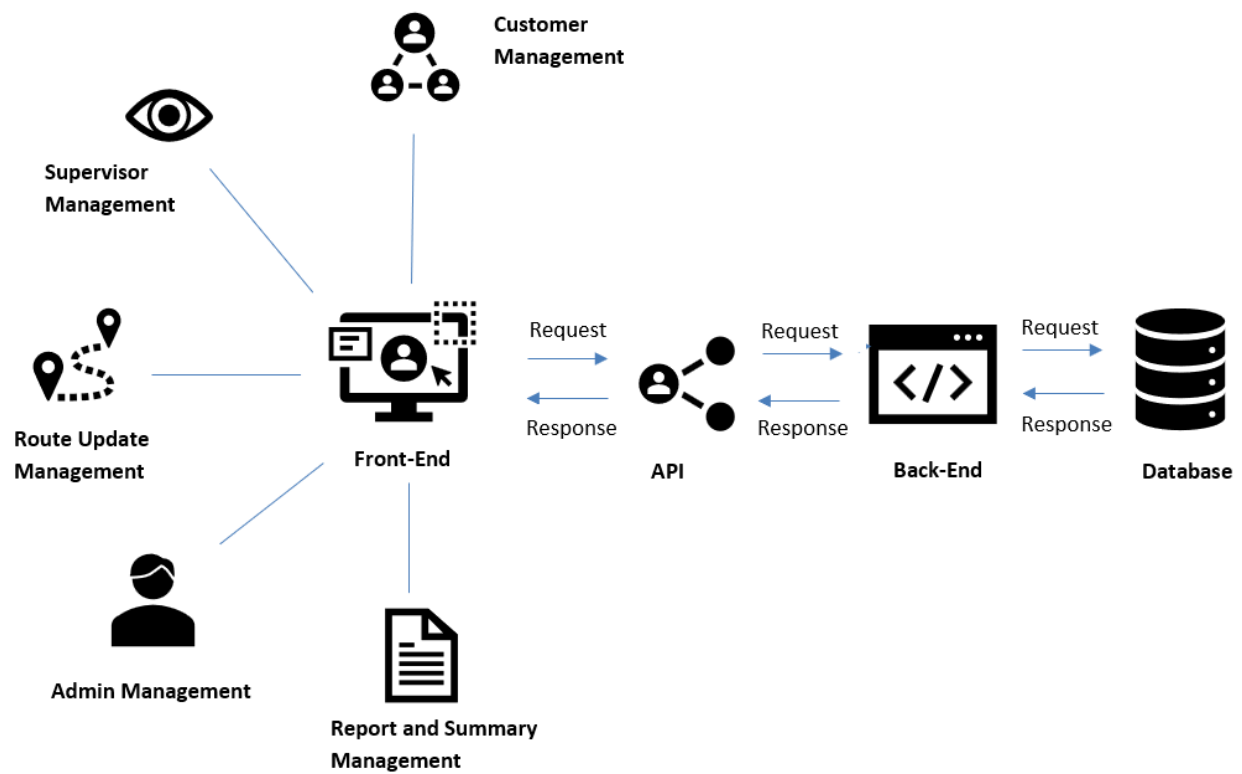 Customer
Management
Supervisor
Management
Request
Request
Request
Response
Response
Response
Route Update
Management
Front-End
API
Back-End
Database
Admin Management
Report and Summary
Management